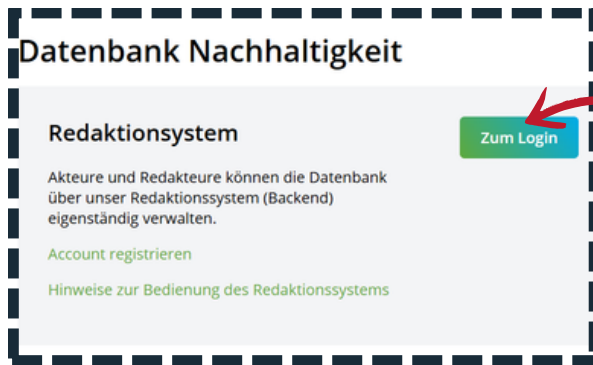 Datenbank Nachhaltigkeit
Redaktionsystem
Zum Login
Akteure und Redakteure können die Datenbank
über unser Redaktionssystem (Backend)
eigenständig verwalten.
Account registrieren
Hinweise zur Bedienung des Redaktionssystems